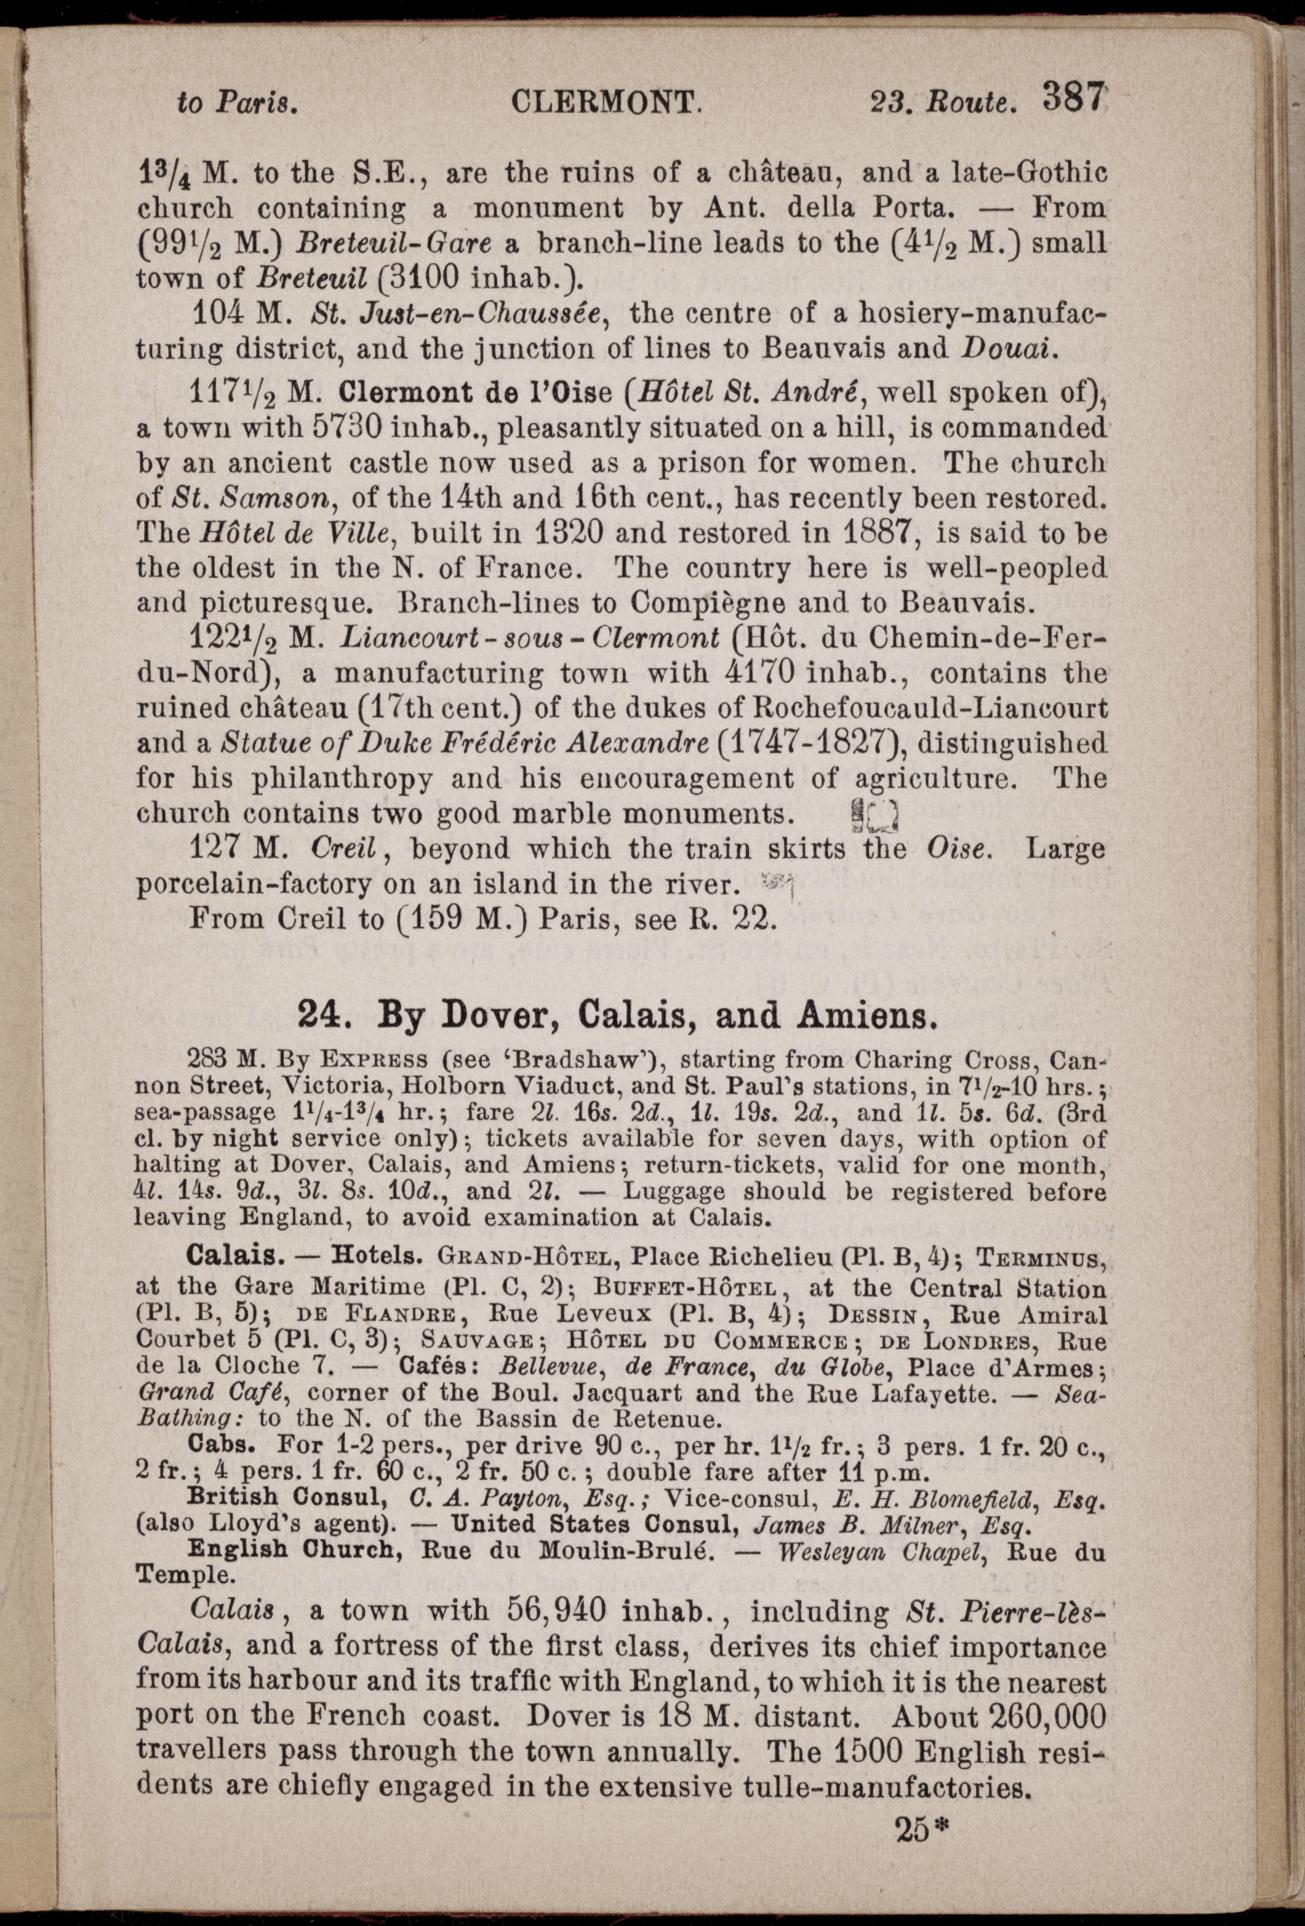 to Paris. CLERMONT. 23. Route. 387
1³/₄ M. to the S.E., are the ruins of a château, and a late-Gothic
church containing a monument by Ant. della Porta. — From
(99¹/₂ M.) Breteuil-Gare a branch-line leads to the (4¹/₂ M.) small
town of Breteuil (3100 inhab.).
104 M. St. Just-en-Chaussée, the centre of a hosiery-manufac-
turing district, and the junction of lines to Beauvais and Douai.
117¹/₂ M. Clermont de l'Oise (Hôtel St. André, well spoken of),
a town with 5730 inhab., pleasantly situated on a hill, is commanded
by an ancient castle now used as a prison for women. The church
of St. Samson, of the 14th and 16th cent., has recently been restored.
The Hôtel de Ville, built in 1320 and restored in 1887, is said to be
the oldest in the N. of France. The country here is well-peopled
and picturesque. Branch-lines to Compiègne and to Beauvais.
122¹/₂ M. Liancourt-sous-Clermont (Hôt. du Chemin-de-Fer-
du-Nord), a manufacturing town with 4170 inhab., contains the
ruined château (17th cent.) of the dukes of Rochefoucauld-Liancourt
and a Statue of Duke Frédéric Alexandre (1747-1827), distinguished
for his philanthropy and his encouragement of agriculture. The
church contains two good marble monuments.
127 M. Creil, beyond which the train skirts the Oise. Large
porcelain-factory on an island in the river.
From Creil to (159 M.) Paris, see R. 22.
24. By Dover, Calais, and Amiens.
283 M. By EXPRESS (see 'Bradshaw'), starting from Charing Cross, Can-
non Street, Victoria, Holborn Viaduct, and St. Paul's stations, in 7¹/₂-10 hrs.;
sea-passage 1¹/₄-1³/₄ hr.; fare 2l. 16s. 2d., 1l. 19s. 2d., and 1l. 5s. 6d. (3rd
cl. by night service only); tickets available for seven days, with option of
halting at Dover, Calais, and Amiens; return-tickets, valid for one month,
4l. 14s. 9d., 3l. 8s. 10d., and 2l. — Luggage should be registered before
leaving England, to avoid examination at Calais.
Calais. — Hotels. GRAND-HÔTEL, Place Richelieu (Pl. B, 4); TERMINUS,
at the Gare Maritime (Pl. C, 2); BUFFET-HÔTEL, at the Central Station
(Pl. B, 5); DE FLANDRE, Rue Leveux (Pl. B, 4); DESSIN, Rue Amiral
Courbet 5 (Pl. C, 3); SAUVAGE; HÔTEL DU COMMERCE; DE LONDRES, Rue
de la Cloche 7. — Cafés: Bellevue, de France, du Globe, Place d'Armes;
Grand Café, corner of the Boul. Jacquart and the Rue Lafayette. — Sea-
Bathing: to the N. of the Bassin de Retenue.
Cabs. For 1-2 pers., per drive 90 c., per hr. 1¹/₂ fr.; 3 pers. 1 fr. 20 c.,
2 fr.; 4 pers. 1 fr. 60 c., 2 fr. 50 c.; double fare after 11 p.m.
British Consul, C. A. Payton, Esq.; Vice-consul, E. H. Blomefield, Esq.
(also Lloyd's agent). — United States Consul, James B. Milner, Esq.
English Church, Rue du Moulin-Brulé. — Wesleyan Chapel, Rue du
Temple.
Calais, a town with 56,940 inhab., including St. Pierre-lès-
Calais, and a fortress of the first class, derives its chief importance
from its harbour and its traffic with England, to which it is the nearest
port on the French coast. Dover is 18 M. distant. About 260,000
travellers pass through the town annually. The 1500 English resi-
dents are chiefly engaged in the extensive tulle-manufactories.
25*